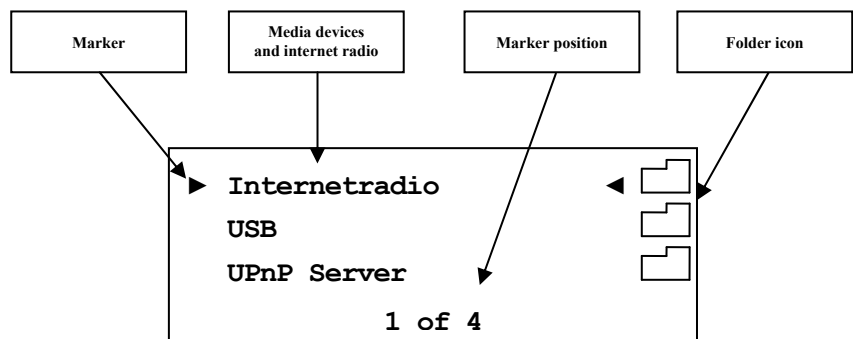 Marker
Media devices
and internet radio
Marker position
Folder icon
Internetradio
USB
UPnP Server
1 of 4